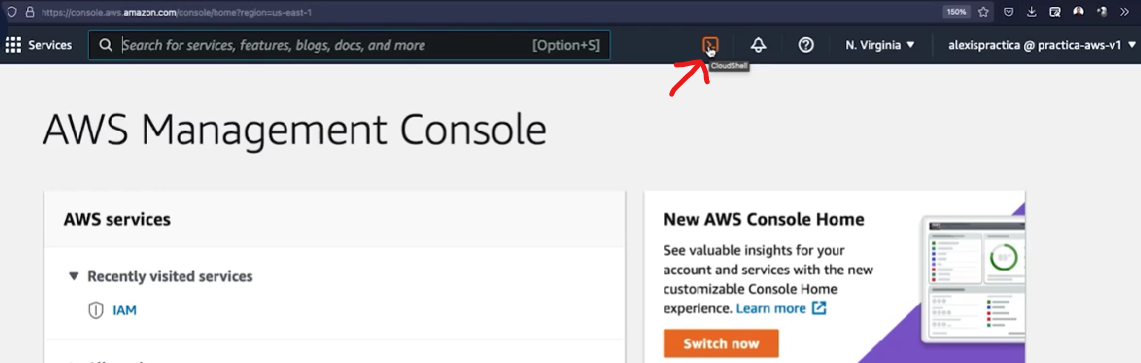 https://console.aws.amazon.com/console/home?region=us-east-1
150%
Services
Search for services, features, blogs, docs, and more
[Option+S]
N. Virginia
alexispractica @ practica-aws-v1
CloudShell
AWS Management Console
AWS services
Recently visited services
IAM
New AWS Console Home
See valuable insights for your
account and services with the new
customizable Console Home
experience. Learn more
Switch now